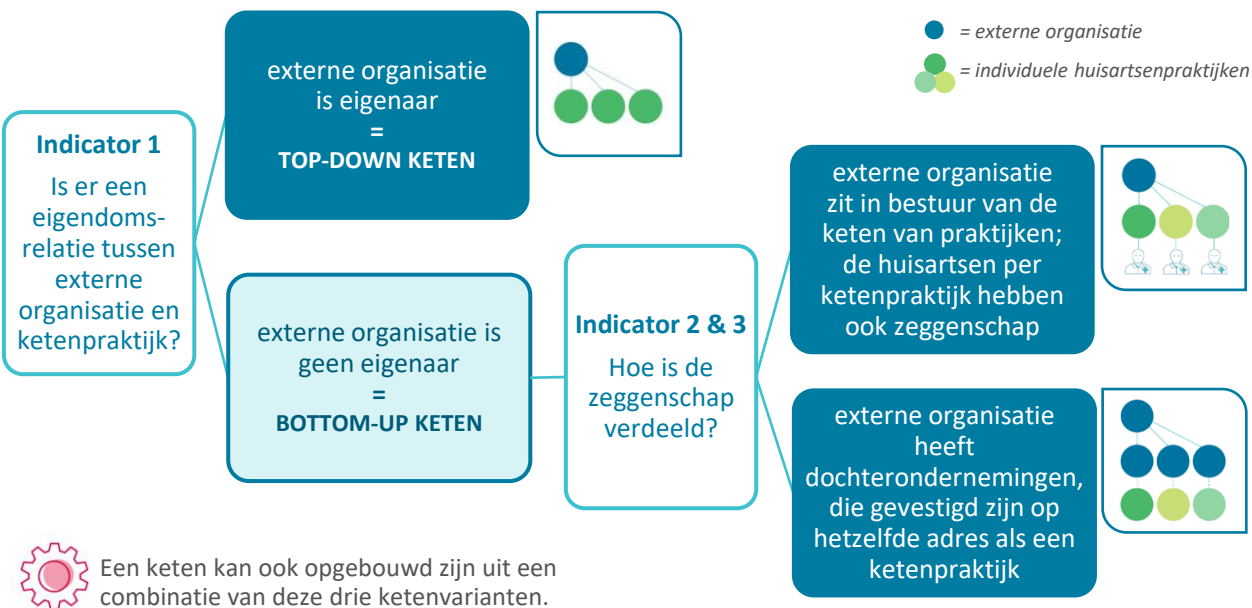 Indicator 1
Is er een
eigendoms-
relatie tussen
externe
organisatie en
ketenpraktijk?
externe organisatie
is eigenaar
=
TOP-DOWN KETEN
externe organisatie is
geen eigenaar
=
BOTTOM-UP KETEN
Indicator 2 & 3
Hoe is de
zeggenschap
verdeeld?
= externe organisatie
= individuele huisartsenpraktijken
externe organisatie
zit in bestuur van de
keten van praktijken;
de huisartsen per
ketenpraktijk hebben
ook zeggenschap
externe organisatie
heeft
dochterondernemingen,
die gevestigd zijn op
hetzelfde adres als een
ketenpraktijk
Een keten kan ook opgebouwd zijn uit een
combinatie van deze drie ketenvarianten.